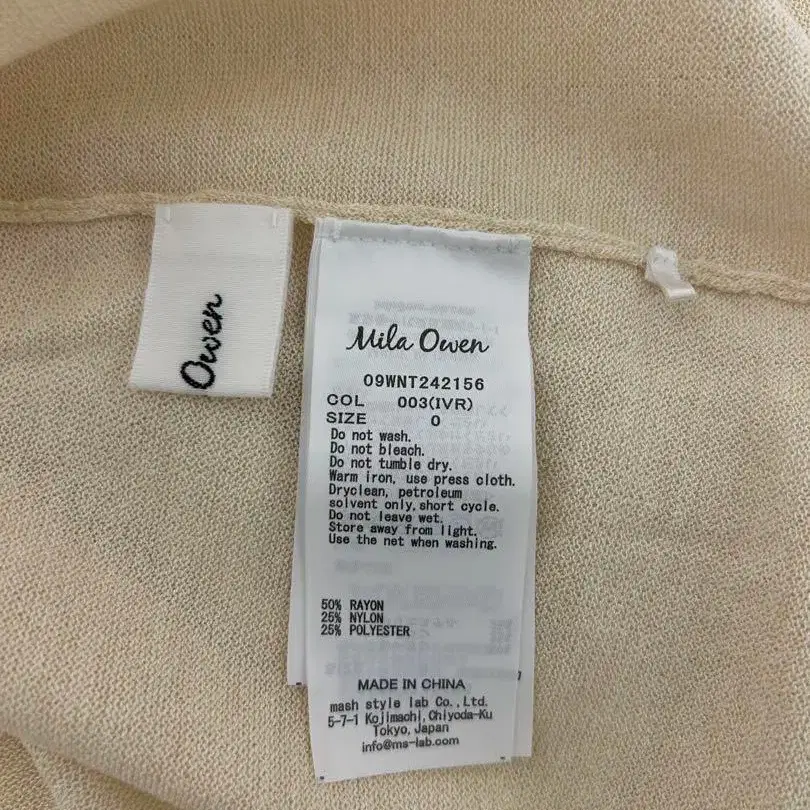 Owen
Mila Owen
09WNT242156
COL 003(IVR)
SIZE 0
Do not wash.
Do not bleach.
Do not tumble dry.
Warm iron, use press cloth.
Dryclean, petroleum
solvent only, short cycle.
Do not leave wet.
Store away from light.
Use the net when washing.
50% RAYON
25% NYLON
25% POLYESTER
MADE IN CHINA
mash style lab Co., Ltd.
5-7-1 Kojimachi, Chiyoda-Ku
Tokyo, Japan
info@ms-lab.com